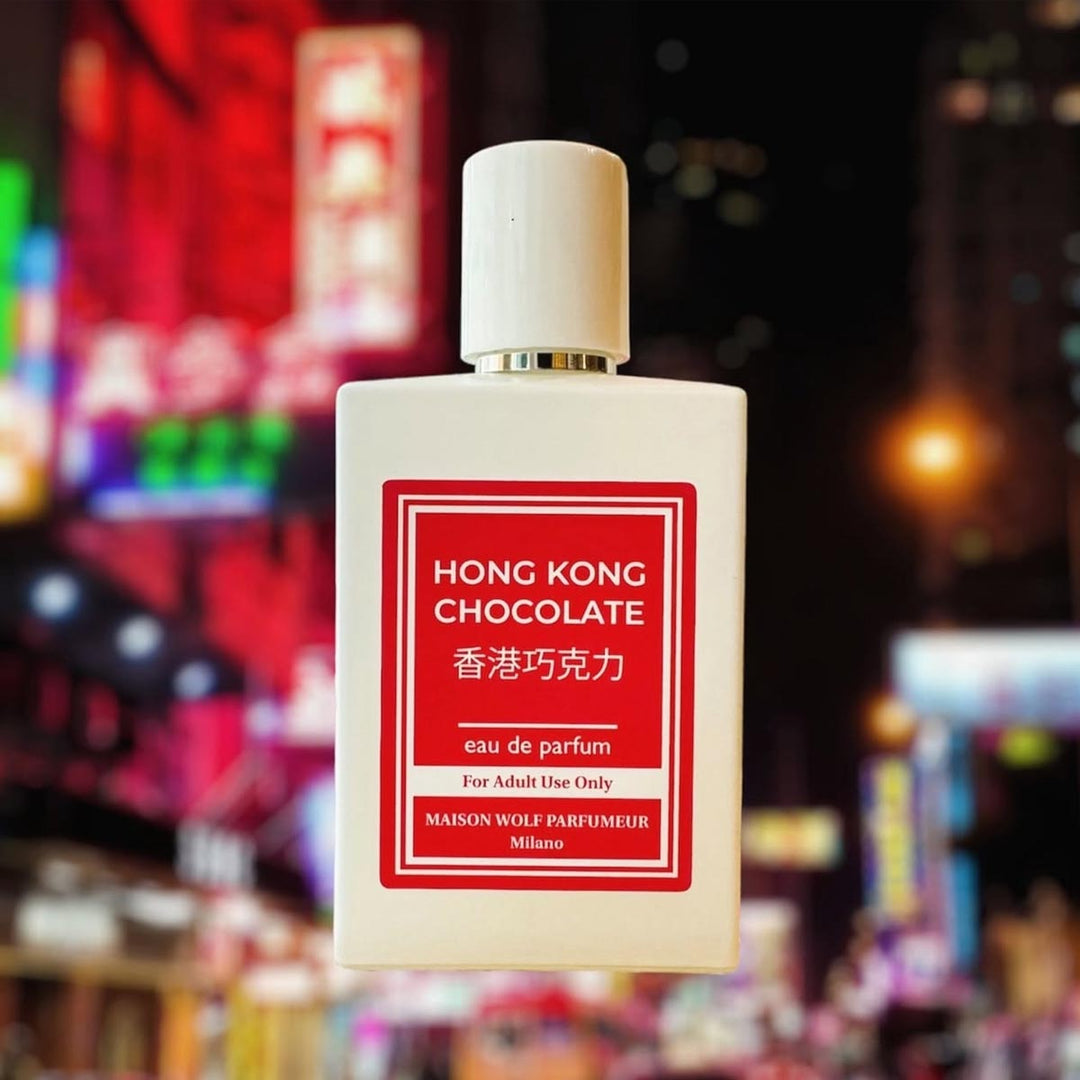 HONG KONG
CHOCOLATE
香港巧克力
eau de parfum
For Adult Use Only
MAISON WOLF PARFUMEUR
Milano